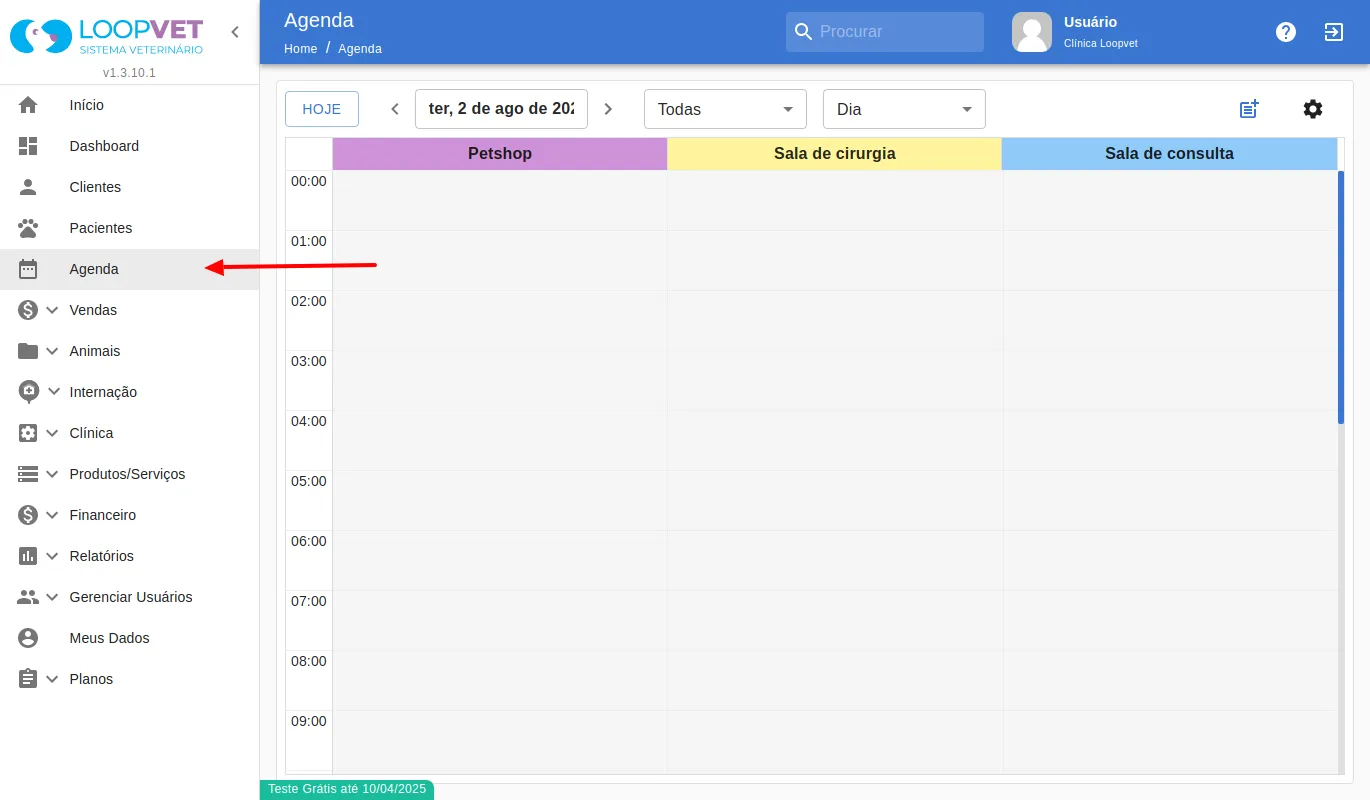 LOOPVET
SISTEMA VETERINÁRIO
v1.3.10.1
Início
Dashboard
Clientes
Pacientes
Agenda
Vendas
Animais
Internação
Clínica
Produtos/Serviços
Financeiro
Relatórios
Gerenciar Usuários
Meus Dados
Planos
Agenda
Home / Agenda
Procurar
Usuário
Clínica Loopvet
HOJE
ter, 2 de ago de 202
Todas
Dia
Petshop
Sala de cirurgia
Sala de consulta
00:00
01:00
02:00
03:00
04:00
05:00
06:00
07:00
08:00
09:00
Teste Grátis até 10/04/2025